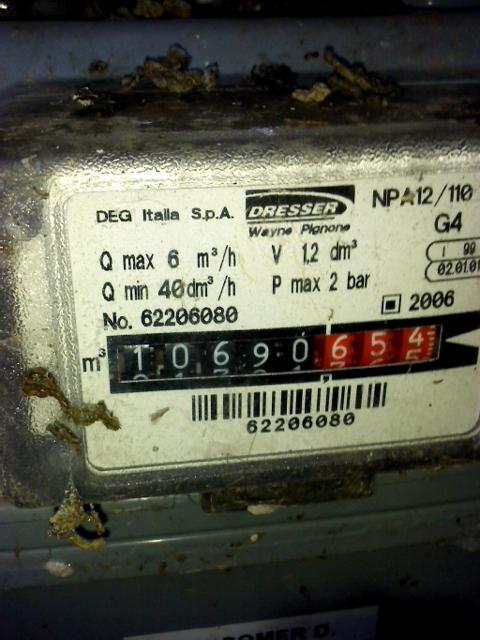 DEG Italia S.p.A.
DRESSER
Wayne Pignone
NPA12/110
G4
Q max 6 m³/h
V 1,2 dm³
Q min 40dm³/h
P max 2 bar
No. 62206080
2006
m³ 10690654
62206080